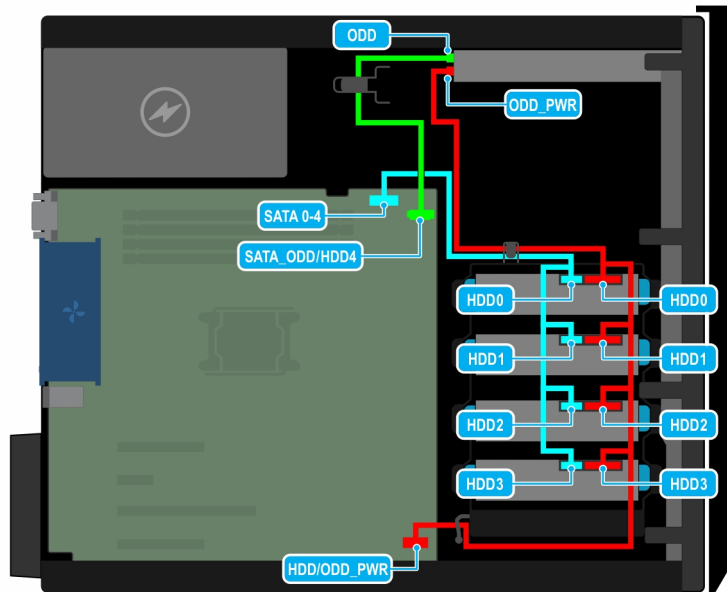 ODD
ODD_PWR
SATA 0-4
SATA_ODD/HDD4
HDD0
HDD0
HDD1
HDD1
HDD2
HDD2
HDD3
HDD3
HDD/ODD_PWR